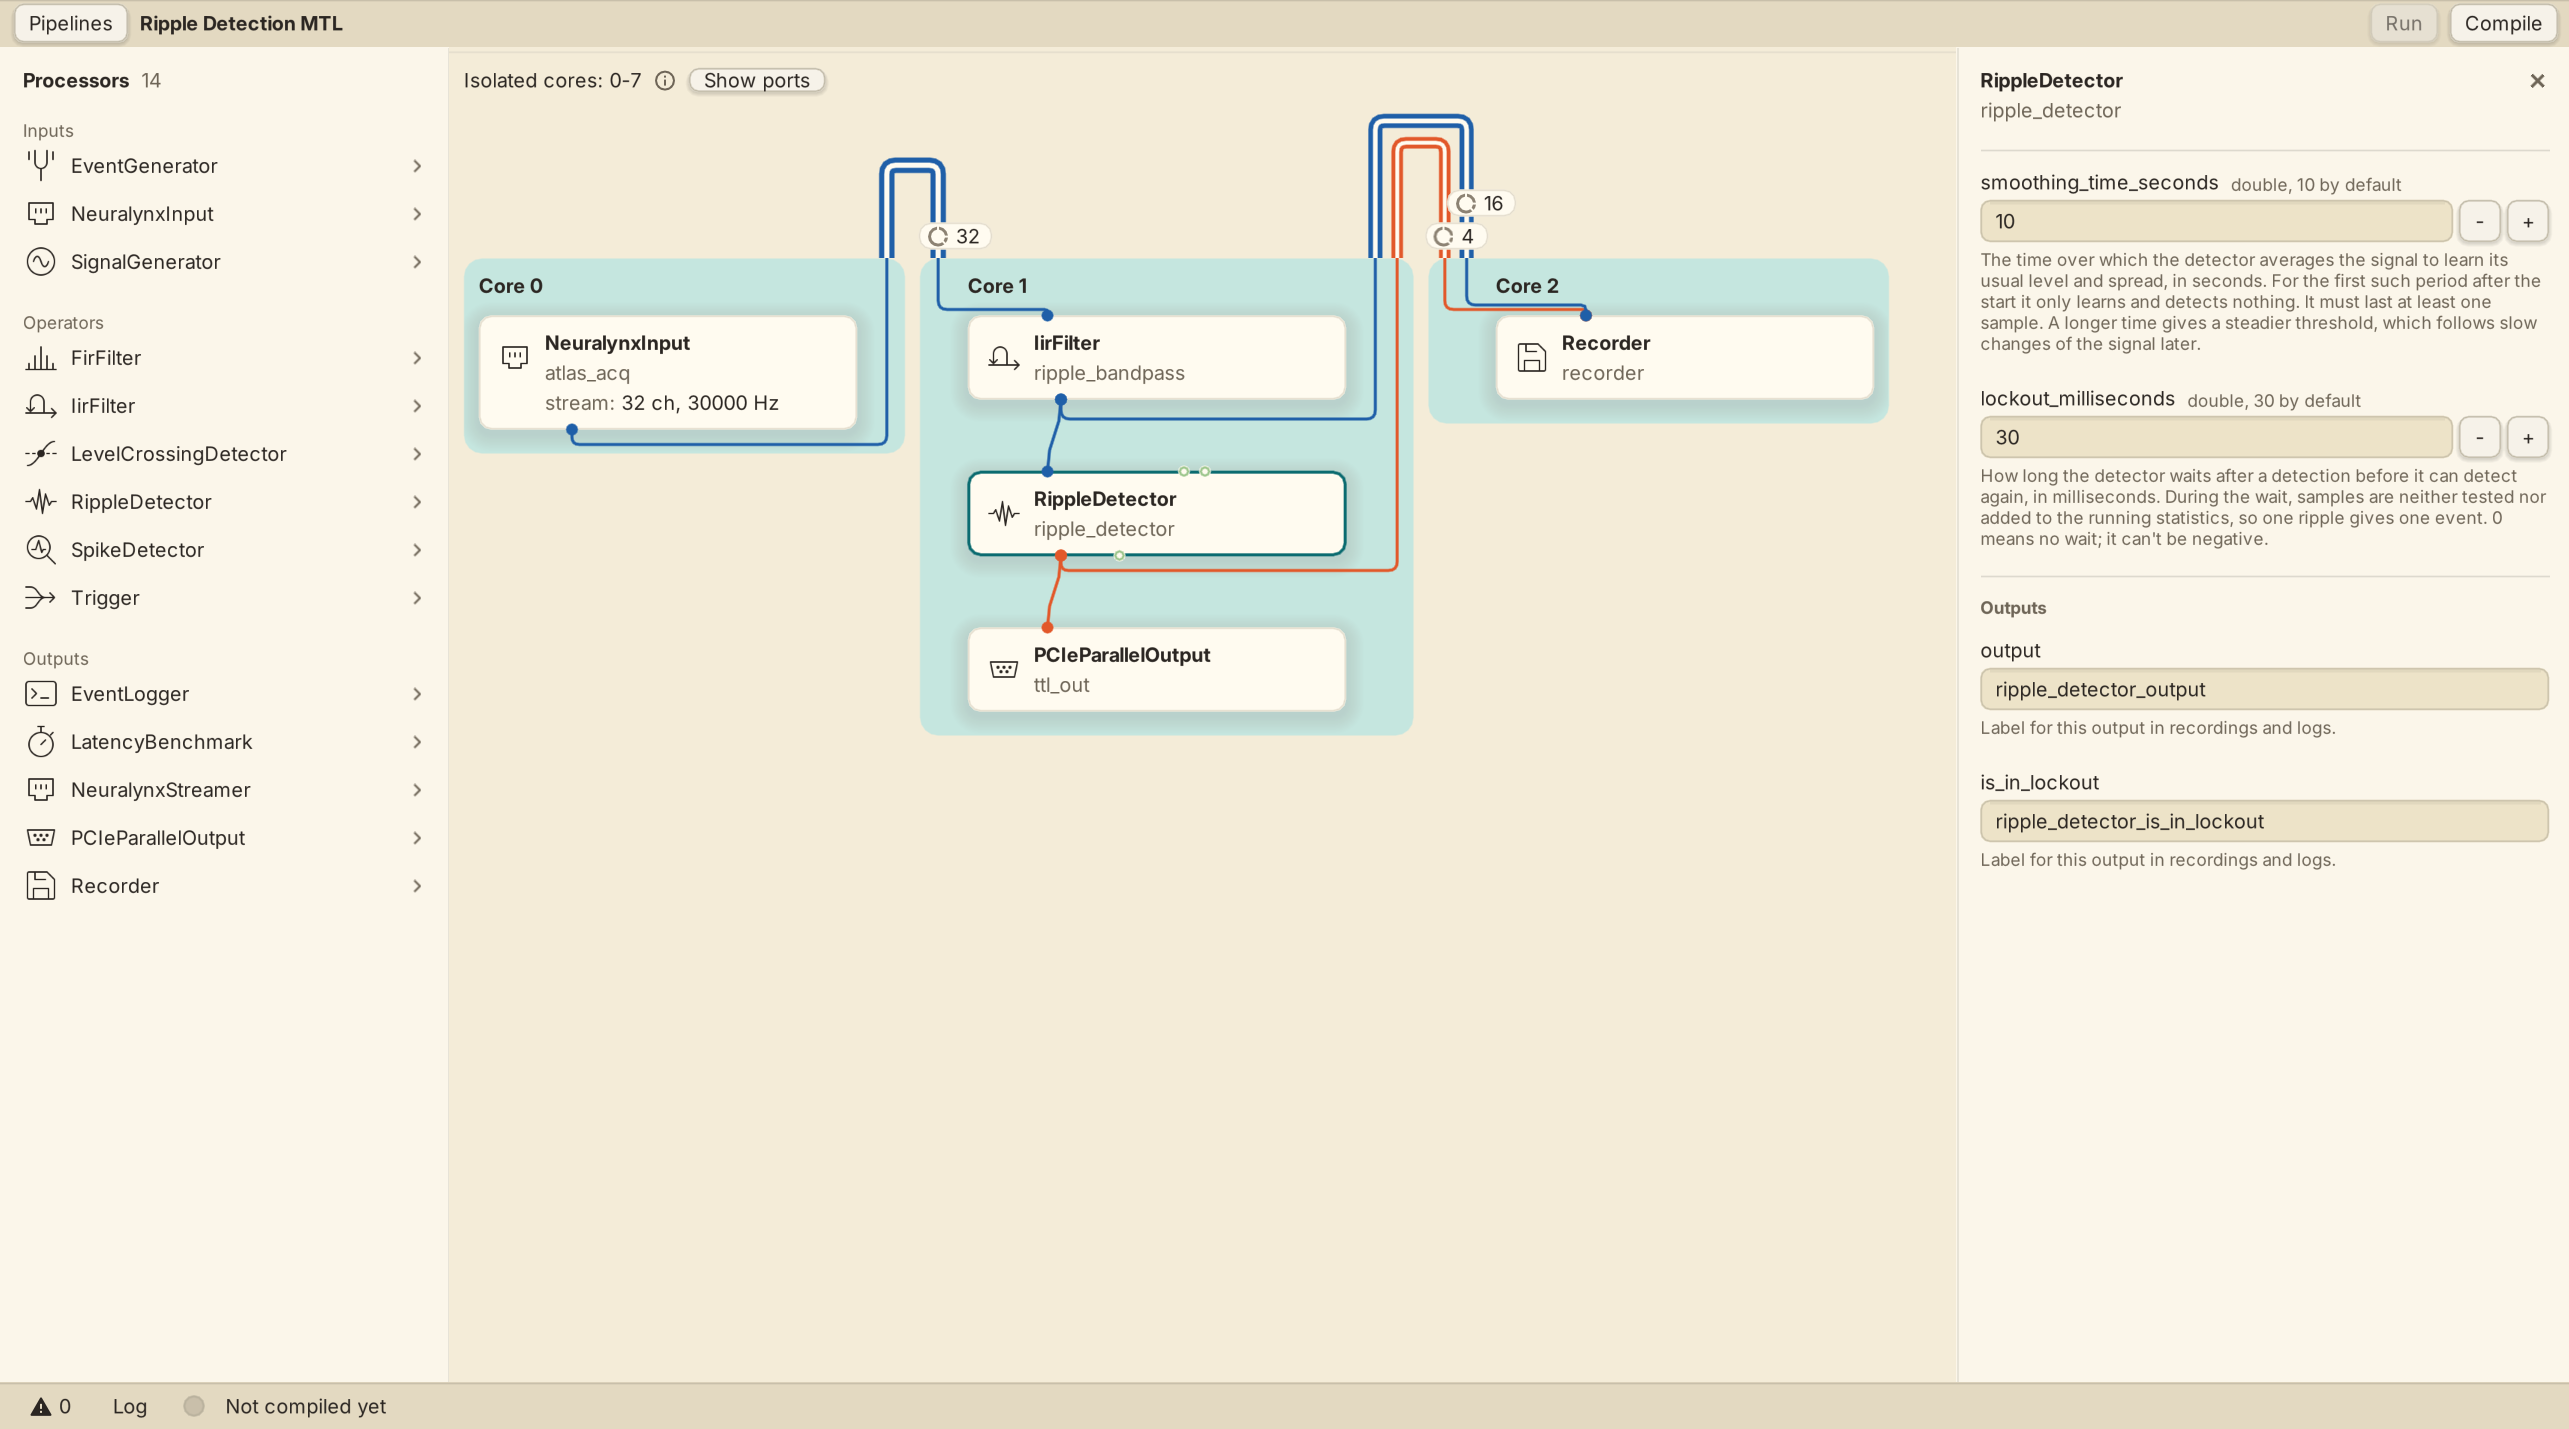 Pipelines
Ripple Detection MTL
Run
Compile
Processors 14
Inputs
EventGenerator
NeuralynxInput
SignalGenerator
Operators
FirFilter
IirFilter
LevelCrossingDetector
RippleDetector
SpikeDetector
Trigger
Outputs
EventLogger
LatencyBenchmark
NeuralynxStreamer
PCIeParallelOutput
Recorder
Isolated cores: 0-7
Show ports
32
16
4
Core 0
NeuralynxInput
atlas_acq
stream: 32 ch, 30000 Hz
Core 1
IirFilter
ripple_bandpass
RippleDetector
ripple_detector
PCIeParallelOutput
ttl_out
Core 2
Recorder
recorder
RippleDetector
ripple_detector
smoothing_time_seconds double, 10 by default
10
-
+
The time over which the detector averages the signal to learn its
usual level and spread, in seconds. For the first such period after the
start it only learns and detects nothing. It must last at least one
sample. A longer time gives a steadier threshold, which follows slow
changes of the signal later.
lockout_milliseconds double, 30 by default
30
-
+
How long the detector waits after a detection before it can detect
again, in milliseconds. During the wait, samples are neither tested nor
added to the running statistics, so one ripple gives one event. 0
means no wait; it can't be negative.
Outputs
output
ripple_detector_output
Label for this output in recordings and logs.
is_in_lockout
ripple_detector_is_in_lockout
Label for this output in recordings and logs.
0
Log
Not compiled yet